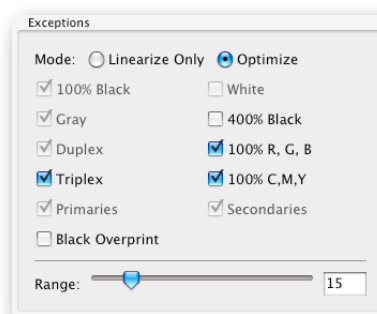 Exceptions
Mode: Linearize Only Optimize
100% Black White
Gray 400% Black
Duplex 100% R, G, B
Triplex 100% C,M,Y
Primaries Secondaries
Black Overprint
Range: 15